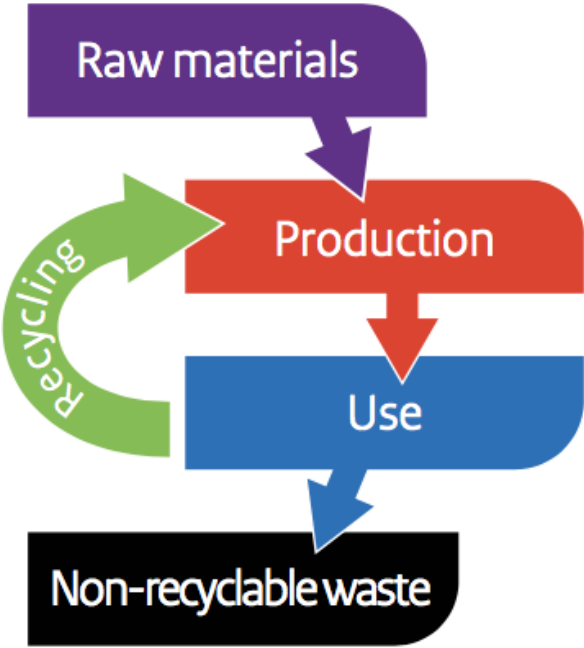 Raw materials
Production
Recycling
Use
Non-recyclable waste